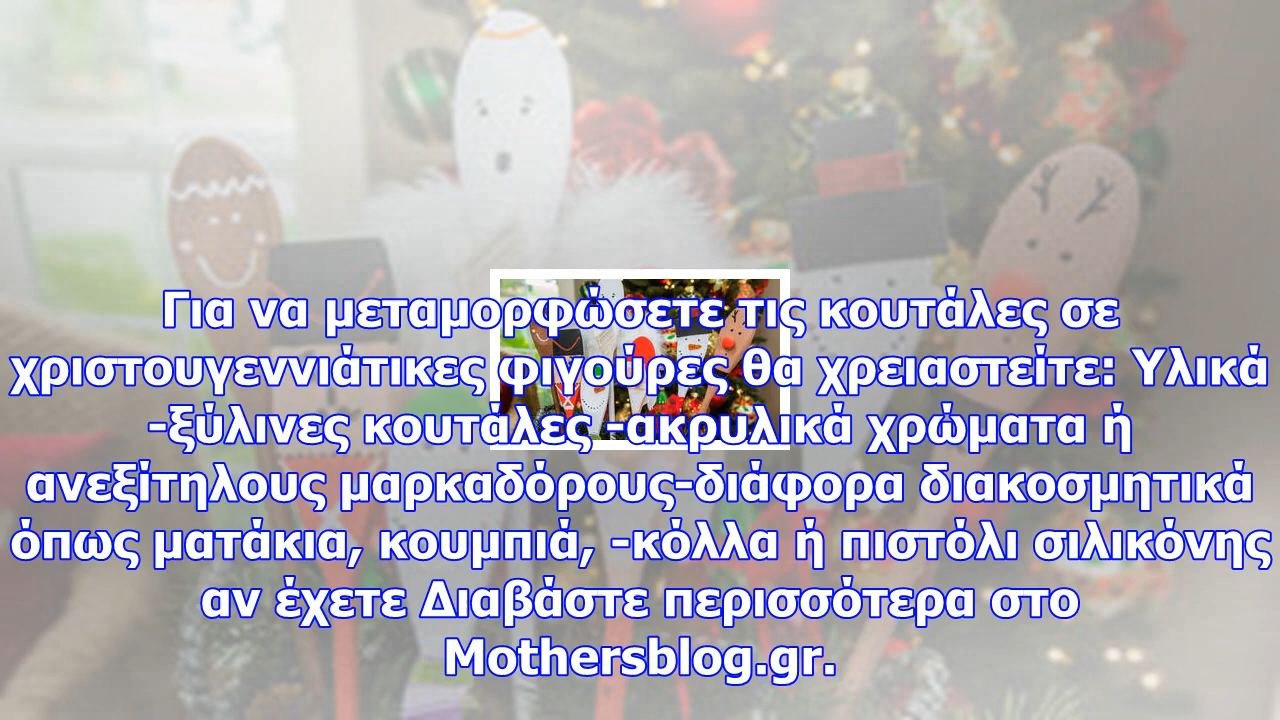 Για να μεταμορφώσετε τις κουτάλες σε
χριστουγεννιάτικες φιγούρες θα χρειαστείτε: Υλικά
-ξύλινες κουτάλες -ακρυλικά χρώματα ή
ανεξίτηλους μαρκαδόρους-διάφορα διακοσμητικά
όπως ματάκια, κουμπιά, -κόλλα ή πιστόλι σιλικόνης
αν έχετε Διαβάστε περισσότερα στο
Mothersblog.gr.